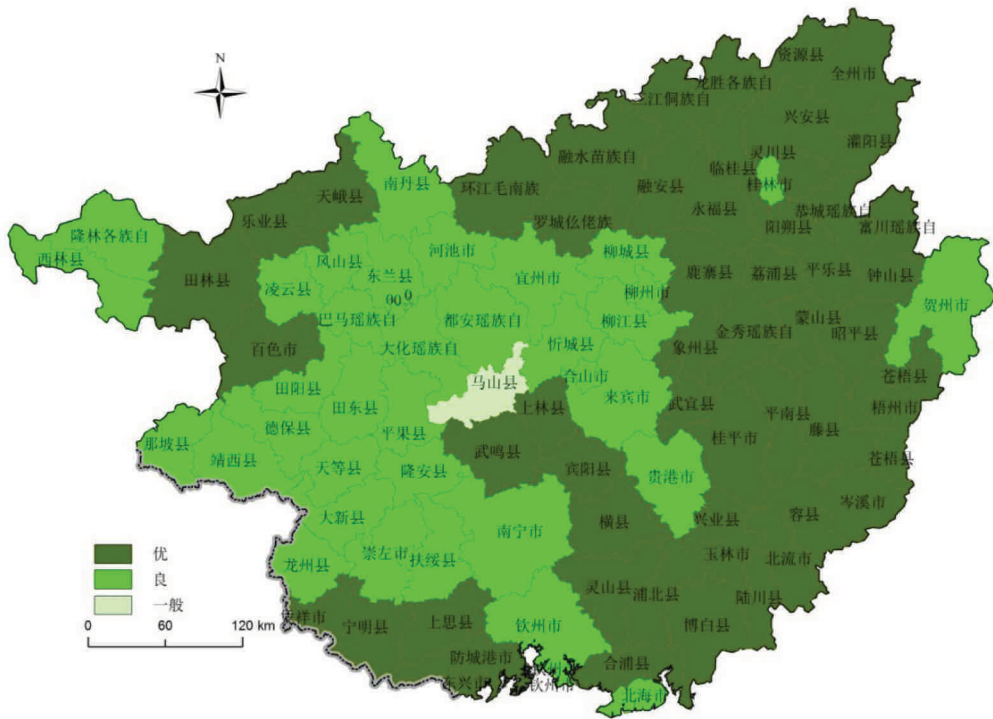 N
资源县
全州市
龙胜各族自
三江侗族自
兴安县
灌阳县
灵川县
临桂县
桂林市
融水苗族自
融安县
南丹县
环江毛南族
天峨县
乐业县
永福县
恭城瑶族自
阳朔县
富川瑶族自
罗城仫佬族
隆林各族自
西林县
河池市
柳城县
凤山县
东兰县
宜州市
田林县
凌云县
柳州市
鹿寨县
荔浦县
平乐县
钟山县
贺州市
巴马瑶族自
都安瑶族自
柳江县
蒙山县
金秀瑶族自
昭平县
百色市
大化瑶族自
忻城县
象州县
马山县
合山市
苍梧县
田阳县
田东县
上林县
来宾市
武宣县
平南县
梧州市
德保县
平果县
桂平市
藤县
那坡县
靖西县
武鸣县
苍梧县
天等县
隆安县
宾阳县
贵港市
岑溪市
大新县
南宁市
横县
兴业县
容县
崇左市
扶绥县
玉林市
北流市
龙州县
灵山县
浦北县
陆川县
宁明县
上思县
钦州市
博白县
防城港市
合浦县
东兴市
钦州市
北海市
优
良
一般
0
60
120 km